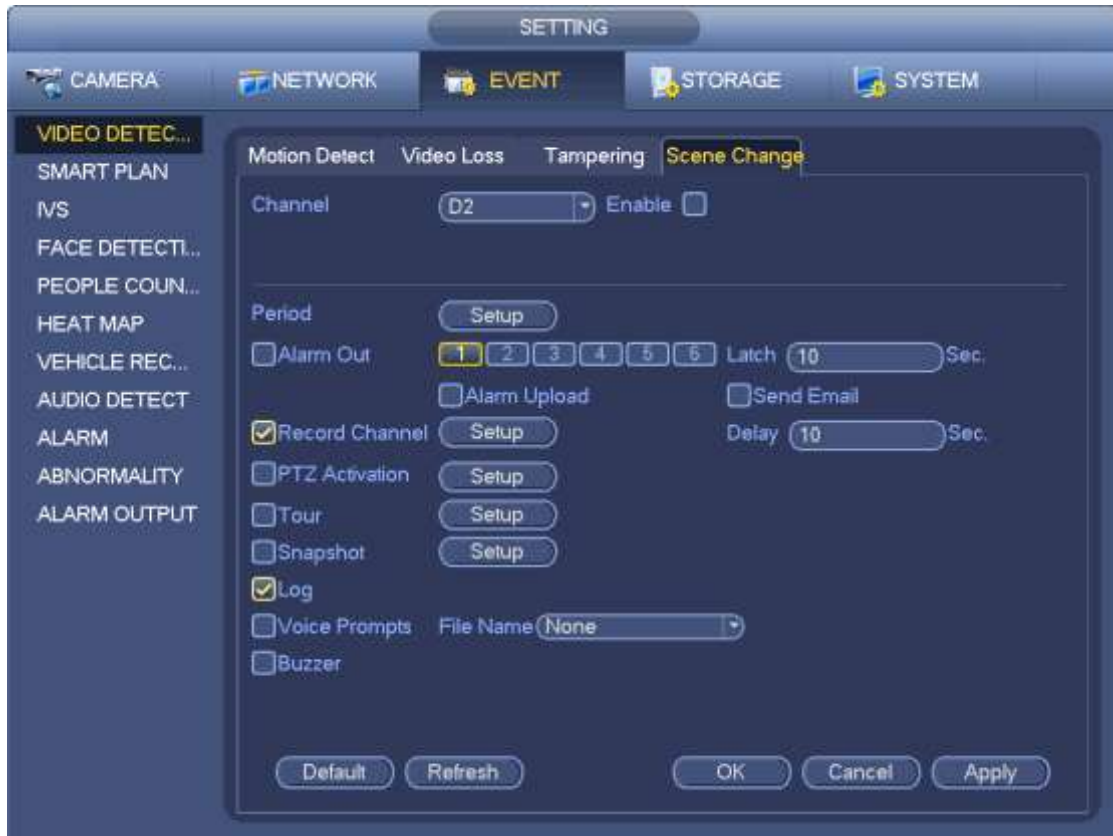 SETTING
CAMERA NETWORK EVENT STORAGE SYSTEM
VIDEO DETEC...
SMART PLAN
IVS
FACE DETECTI...
PEOPLE COUN...
HEAT MAP
VEHICLE REC...
AUDIO DETECT
ALARM
ABNORMALITY
ALARM OUTPUT
Motion Detect Video Loss Tampering Scene Change
Channel D2 Enable
Period Setup
Alarm Out 1 2 3 4 5 6 Latch 10 Sec.
Alarm Upload Send Email
Record Channel Setup Delay 10 Sec.
PTZ Activation Setup
Tour Setup
Snapshot Setup
Log
Voice Prompts File Name None
Buzzer
Default Refresh OK Cancel Apply